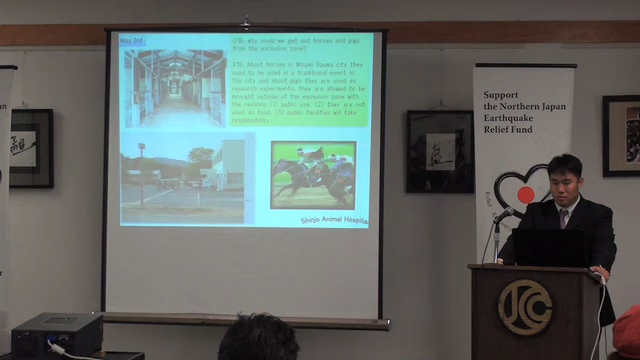 May 3rd
Q18. Why could we get out horses and pigs
from the exclusion zone?
A18. About horses in Minami Souma city they
used to be used in a traditional event in
the city and about pigs they are used as
research experiments. They are allowed to be
brought outside of the exclusion zone with
the reasons (1) public use, (2) they are not
used as food, (3) public facilities will take
responsibility.
Shinjo Animal Hospital
Support
the Northern Japan
Earthquake
Relief Fund
JCCC